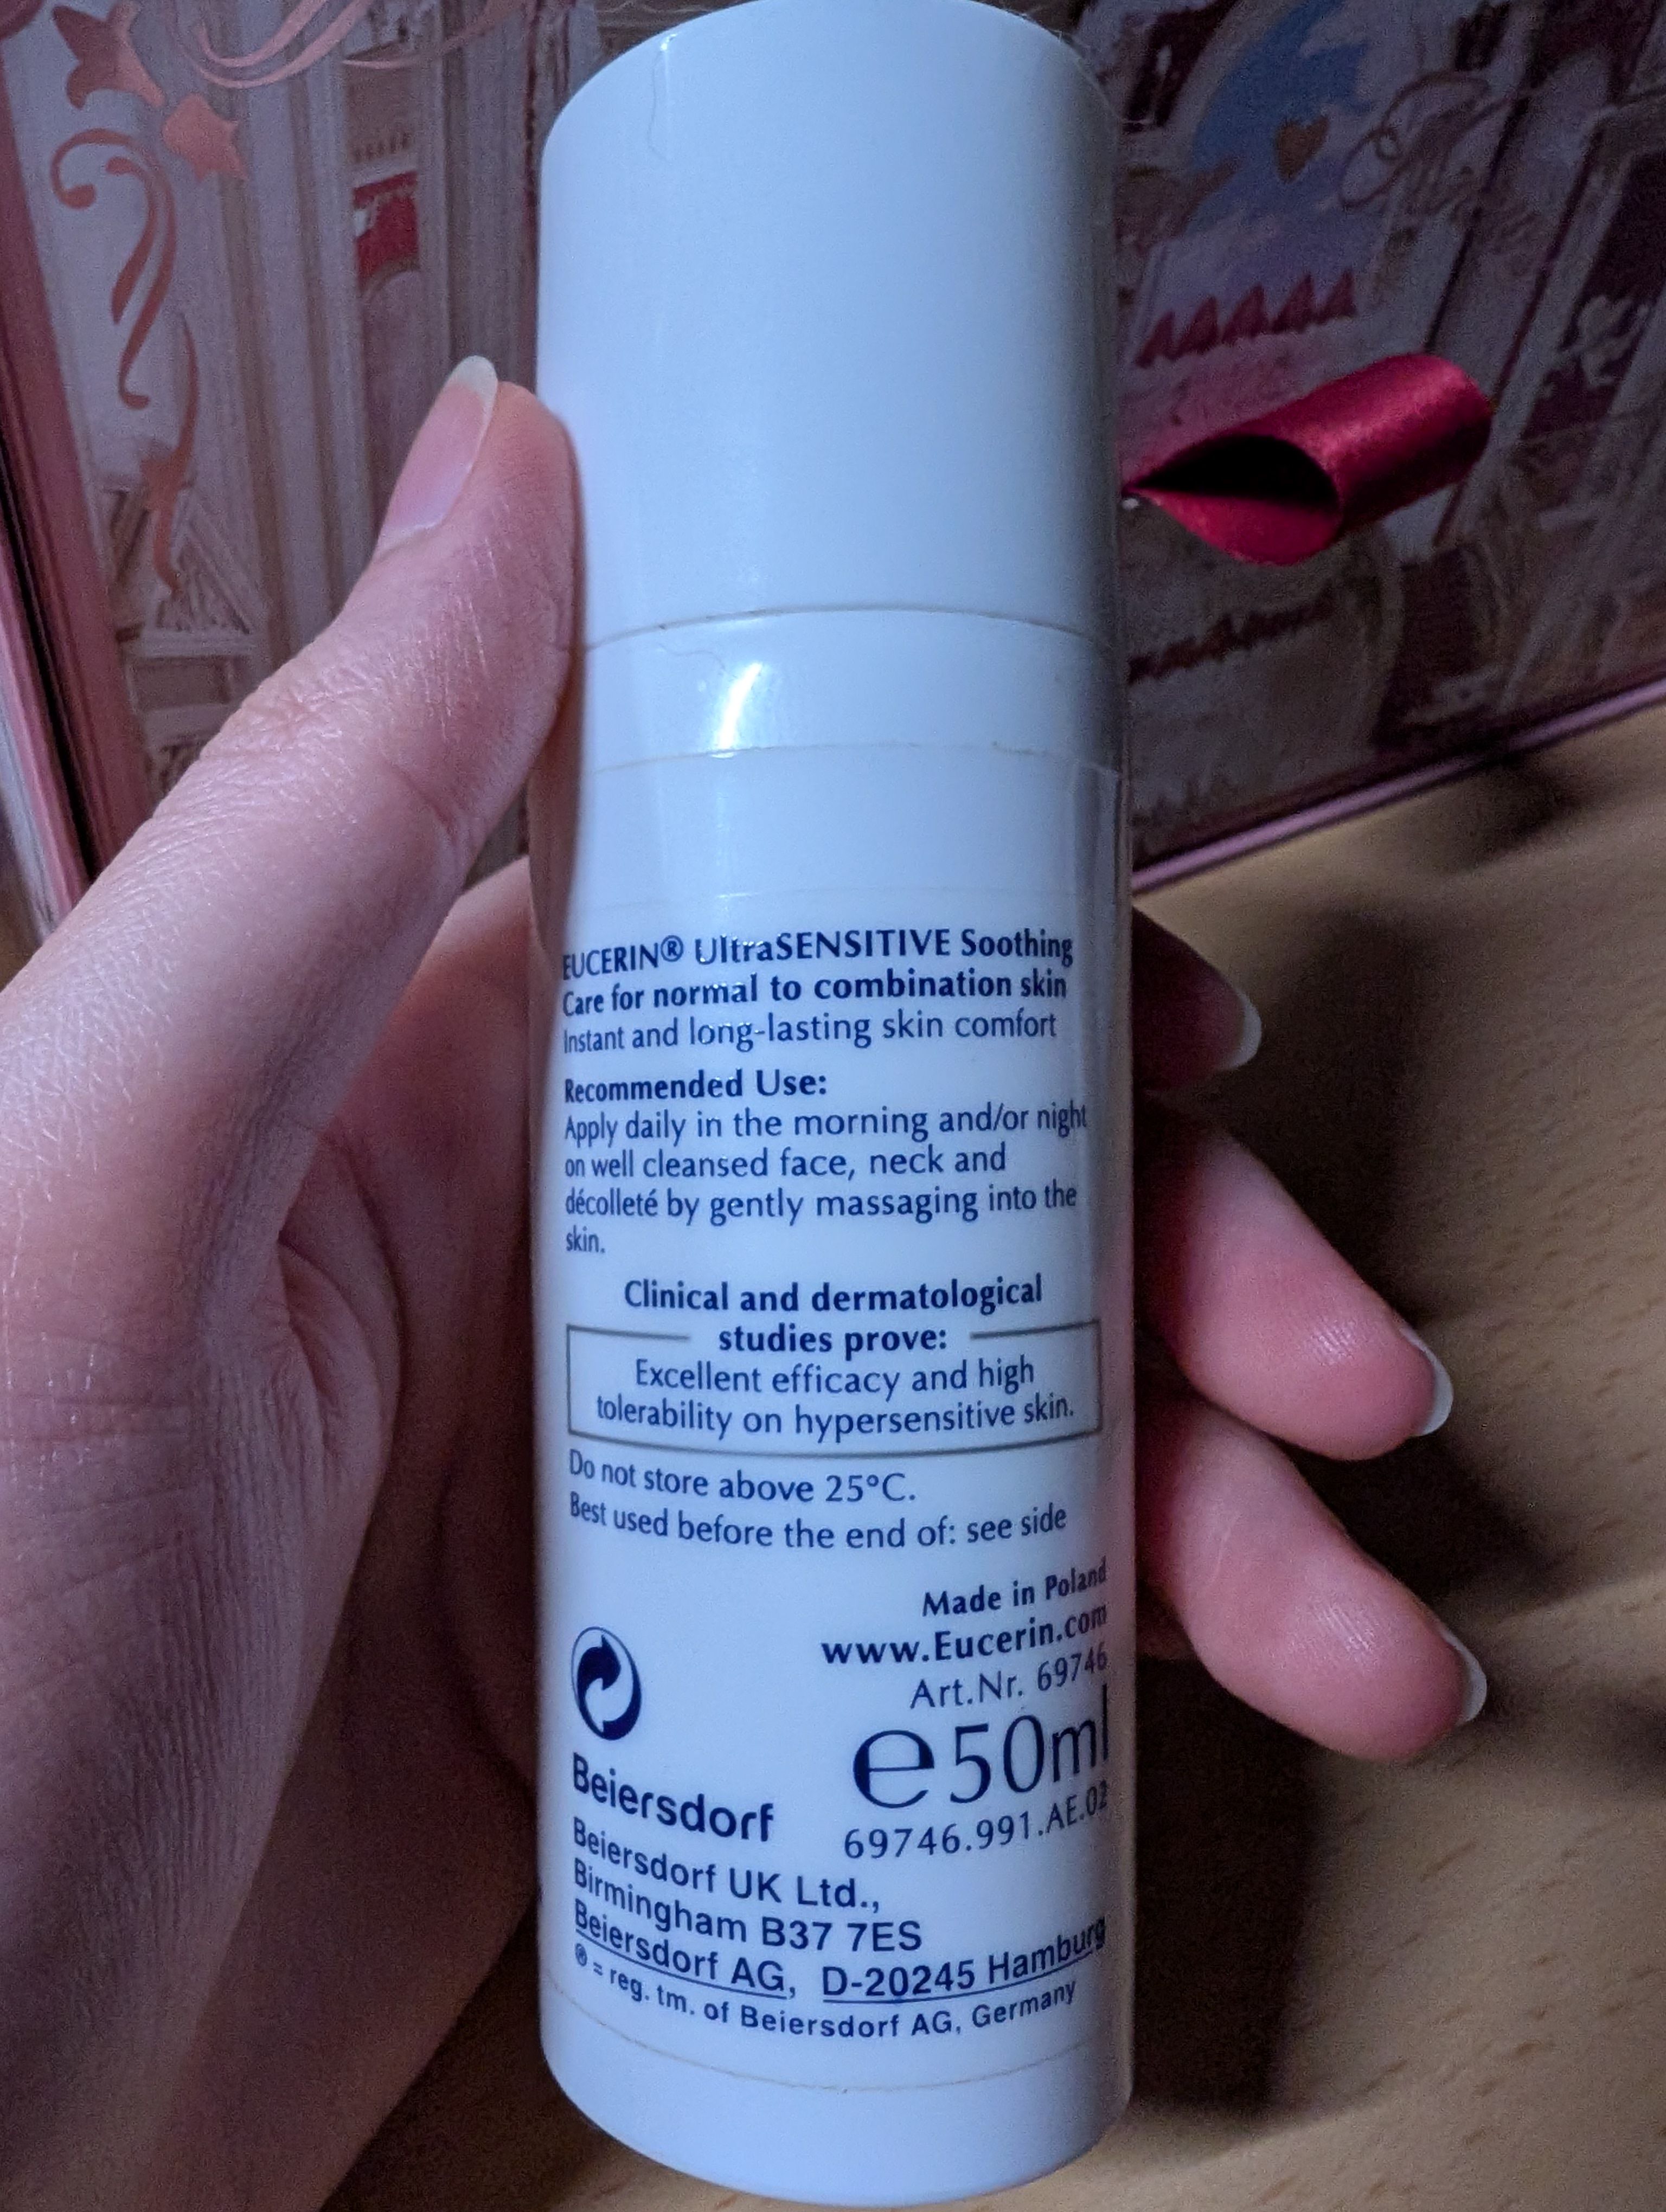 EUCERIN® UltraSENSITIVE Soothing
Care for normal to combination skin
Instant and long-lasting skin comfort
Recommended Use:
Apply daily in the morning and/or night
on well cleansed face, neck and
décolleté by gently massaging into the
skin.
Clinical and dermatological
studies prove:
Excellent efficacy and high
tolerability on hypersensitive skin.
Do not store above 25°C.
Best used before the end of: see side
Made in Poland
www.Eucerin.com
Art.Nr. 69746
e50ml
69746.991.AE.02
Beiersdorf
Beiersdorf UK Ltd.,
Birmingham B37 7ES
Beiersdorf AG, D-20245 Hamburg
® = reg. tm. of Beiersdorf AG, Germany